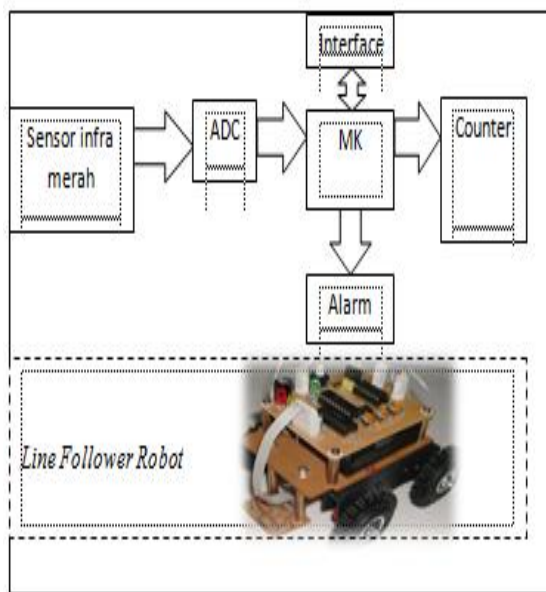 Interface
Sensor infra
merah
ADC
MK
Counter
Alarm
Line Follower Robot